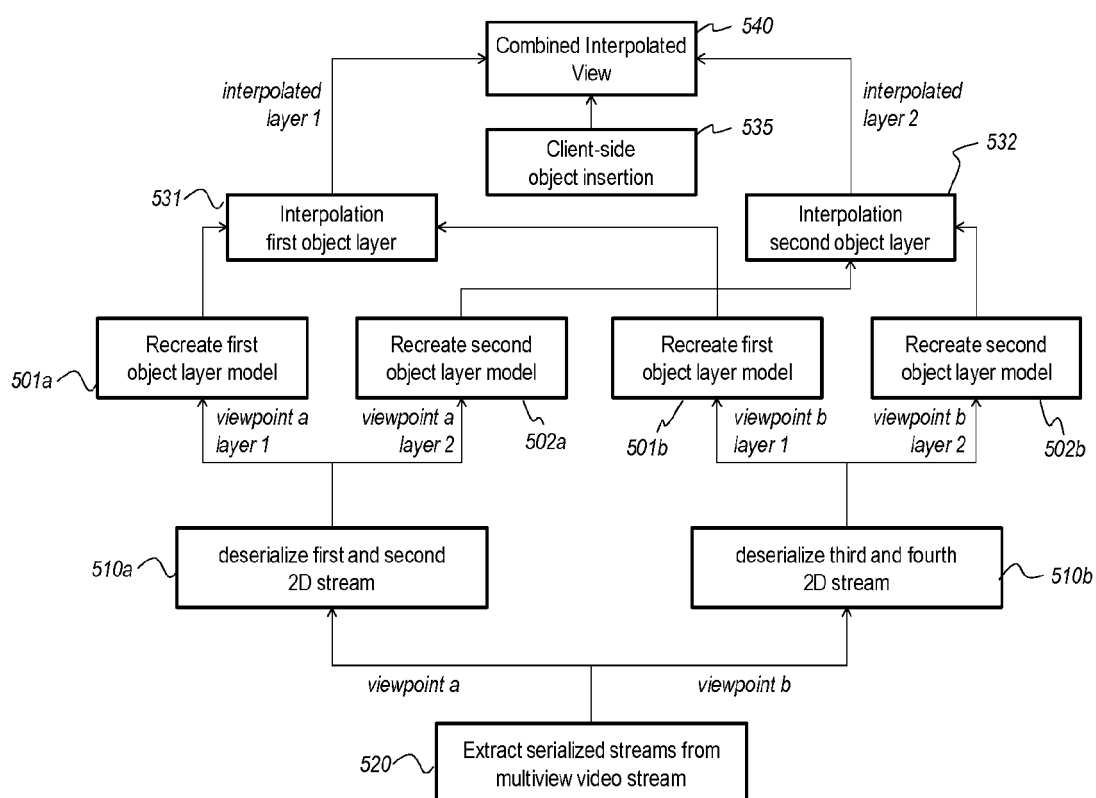 540
Combined Interpolated
View
interpolated
layer 1
interpolated
layer 2
535
Client-side
object insertion
532
531
Interpolation
first object layer
Interpolation
second object layer
Recreate first
object layer model
Recreate second
object layer model
Recreate first
object layer model
Recreate second
object layer model
501a
viewpoint a
layer 1
viewpoint a
layer 2
502a
501b
viewpoint b
layer 1
viewpoint b
layer 2
502b
deserialize first and second
2D stream
510a
deserialize third and fourth
2D stream
510b
viewpoint a
viewpoint b
Extract serialized streams from
multiview video stream
520